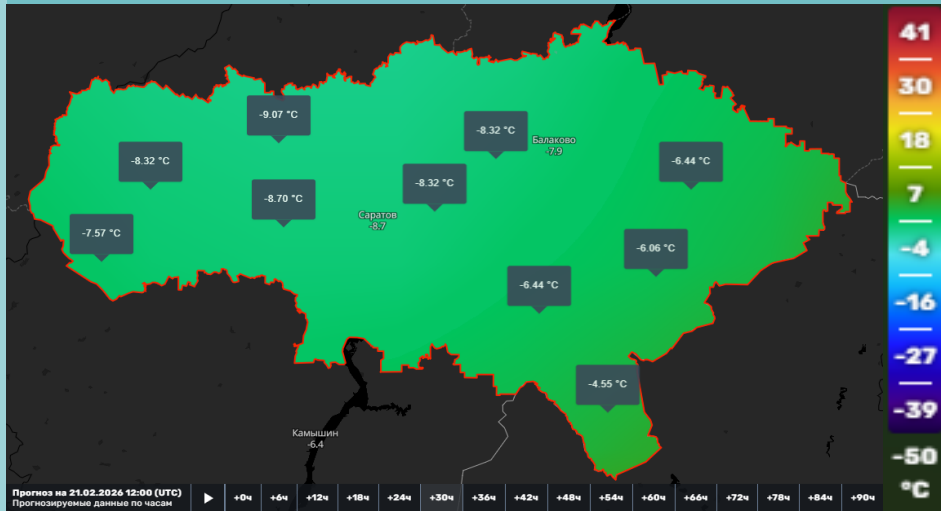 -9.07 °C
-8.32 °C
-8.32 °C
Балаково
-7.9
-6.44 °C
-8.32 °C
-8.70 °C
Саратов
-8.7
-7.57 °C
-6.06 °C
-6.44 °C
-4.55 °C
Камышин
-6.4
41
30
18
7
-4
-16
-27
-39
-50
°C
Прогноз на 21.02.2026 12:00 (UTC)
Прогнозируемые данные по часам
+0ч +6ч +12ч +18ч +24ч +30ч +36ч +42ч +48ч +54ч +60ч +66ч +72ч +78ч +84ч +90ч